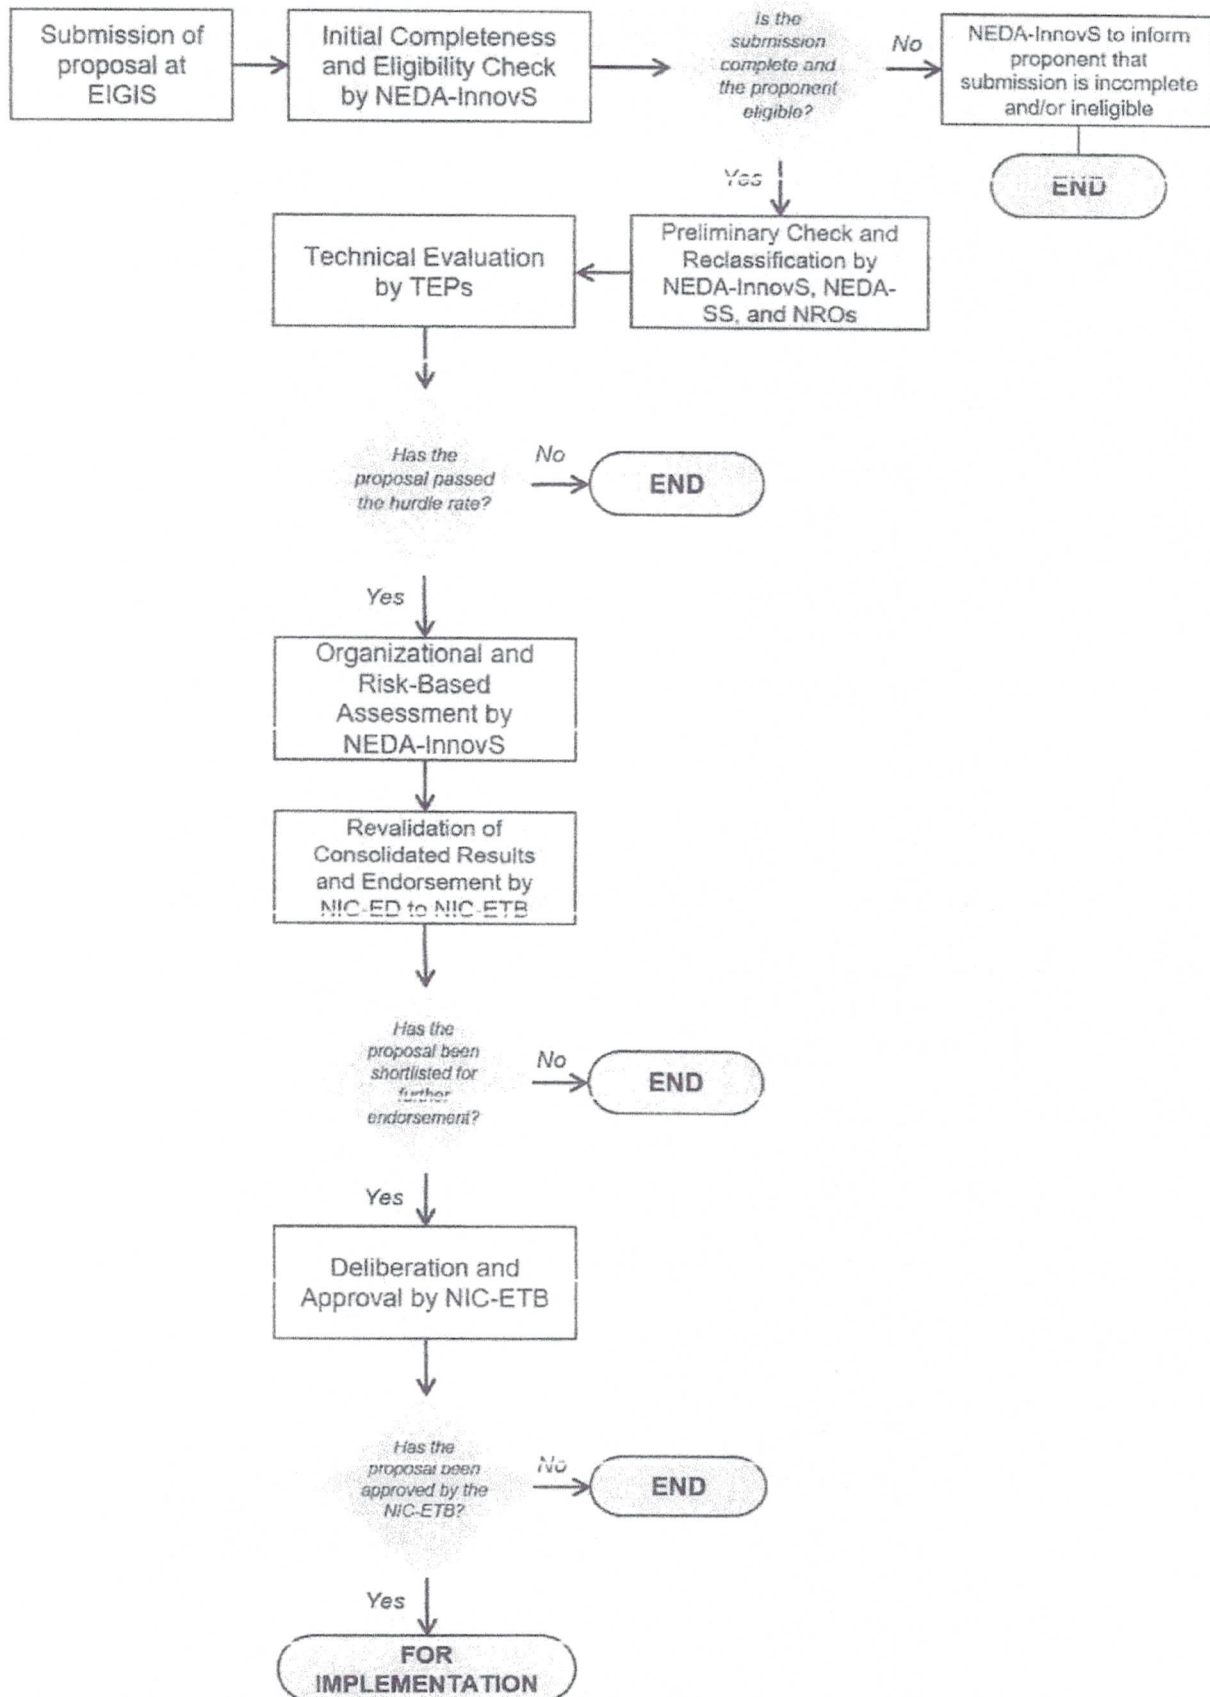 Submission of
proposal at
EIGIS
Initial Completeness
and Eligibility Check
by NEDA-InnovS
Is the
submission
complete and
the proponent
eligible?
No
NEDA-InnovS to inform
proponent that
submission is incomplete
and/or ineligible
END
Yes
Preliminary Check and
Reclassification by
NEDA-InnovS, NEDA-
SS, and NROs
Technical Evaluation
by TEPs
Has the
proposal passed
the hurdle rate?
No
END
Yes
Organizational and
Risk-Based
Assessment by
NEDA-InnovS
Revalidation of
Consolidated Results
and Endorsement by
NIC-ED to NIC-ETB
Has the
proposal been
shortlisted for
further
endorsement?
No
END
Yes
Deliberation and
Approval by NIC-ETB
Has the
proposal been
approved by the
NIC-ETB?
No
END
Yes
FOR
IMPLEMENTATION